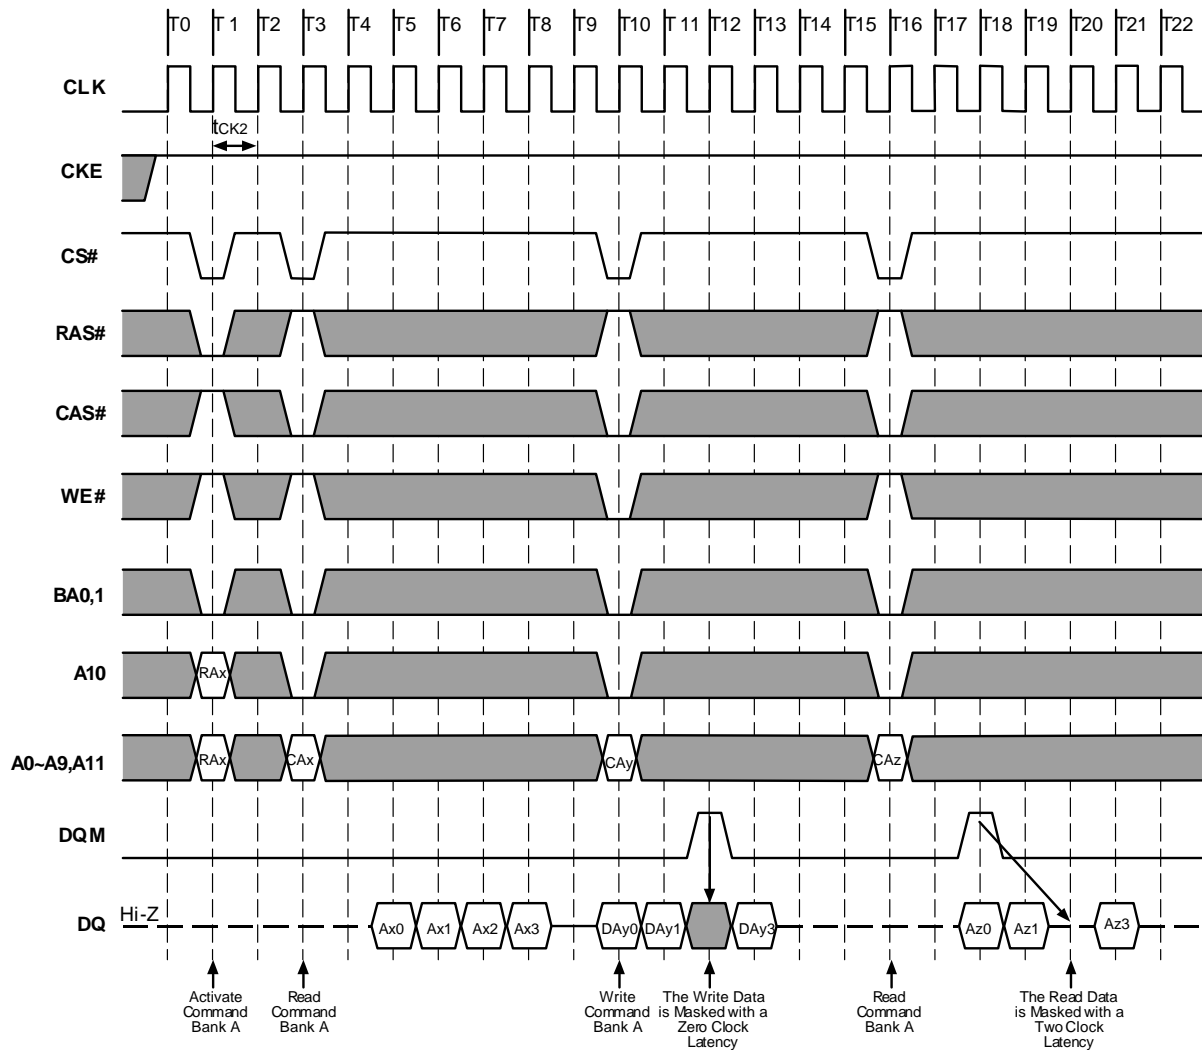 T0 T 1 T2 T3 T4 T5 T6 T7 T8 T9 T10 T 11 T12 T13 T14 T15 T16 T17 T18 T19 T20 T21 T22
CLK
tCK2
CKE
CS#
RAS#
CAS#
WE#
BA0,1
A10 RAx
A0~A9,A11 RAx CAx CAy CAz
DQM
DQ Hi-Z Ax0 Ax1 Ax2 Ax3 DAy0 DAy1 DAy3 Az0 Az1 Az3
Activate
Command
Bank A
Read
Command
Bank A
Write
Command
Bank A
The Write Data
is Masked with a
Zero Clock
Latency
Read
Command
Bank A
The Read Data
is Masked with a
Two Clock
Latency